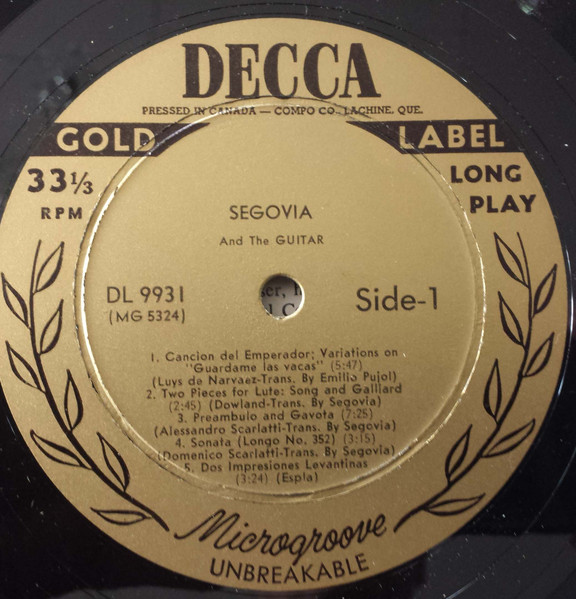 DECCA
PRESSED IN CANADA — COMPO CO., LACHINE, QUE.
GOLD LABEL
33 1/3 LONG
RPM PLAY
SEGOVIA
And The GUITAR
DL 9931 Side-1
(MG 5324)
1. Cancion del Emperador; Variations on
"Guardame las vacas" (5:47)
(Luys de Narvaez-Trans. By Emilio Pujol)
2. Two Pieces for Lute: Song and Galliard
(2:45) (Dowland-Trans. By Segovia)
3. Preambulo and Gavota (7:25)
(Alessandro Scarlatti-Trans. By Segovia)
4. Sonata (Longo No. 352) (3:15)
(Domenico Scarlatti-Trans. By Segovia)
5. Dos Impresiones Levantinas
(3:24) (Espla)
Microgroove
UNBREAKABLE